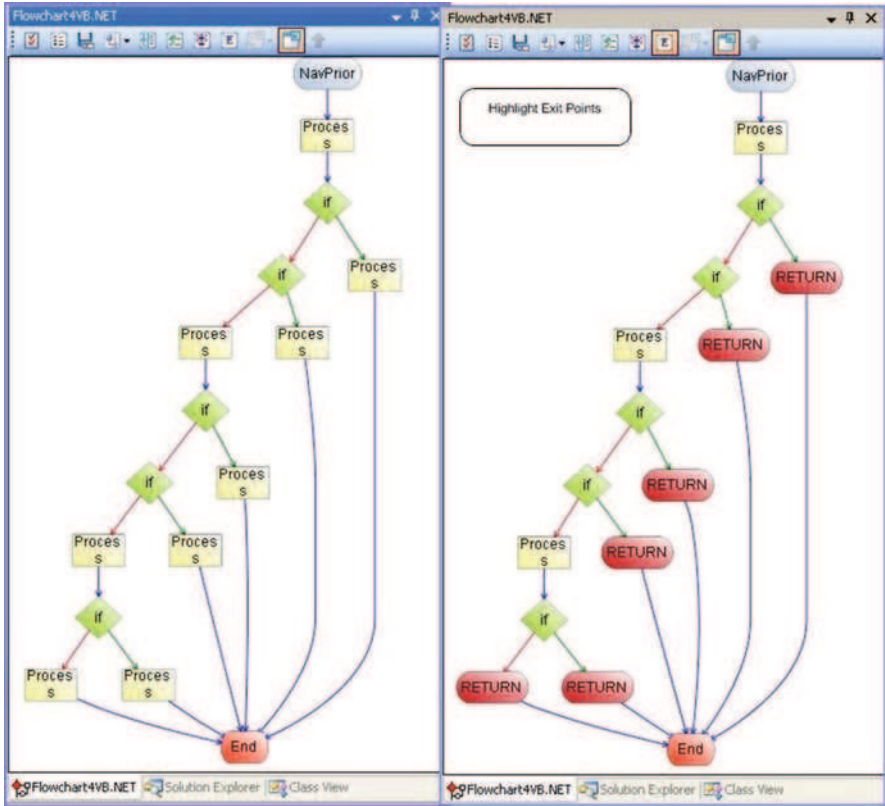 Flowchart4VB.NET
NavPrior
Proces
s
if
if
Proces
s
Proces
s
Proces
s
if
if
Proces
s
Proces
s
Proces
s
if
Proces
s
Proces
s
End
Flowchart4VB.NET
Solution Explorer
Class View
Flowchart4VB.NET
NavPrior
Highlight Exit Points
Proces
s
if
if
RETURN
Proces
s
RETURN
if
if
RETURN
Proces
s
RETURN
if
RETURN
RETURN
End
Flowchart4VB.NET
Solution Explorer
Class View